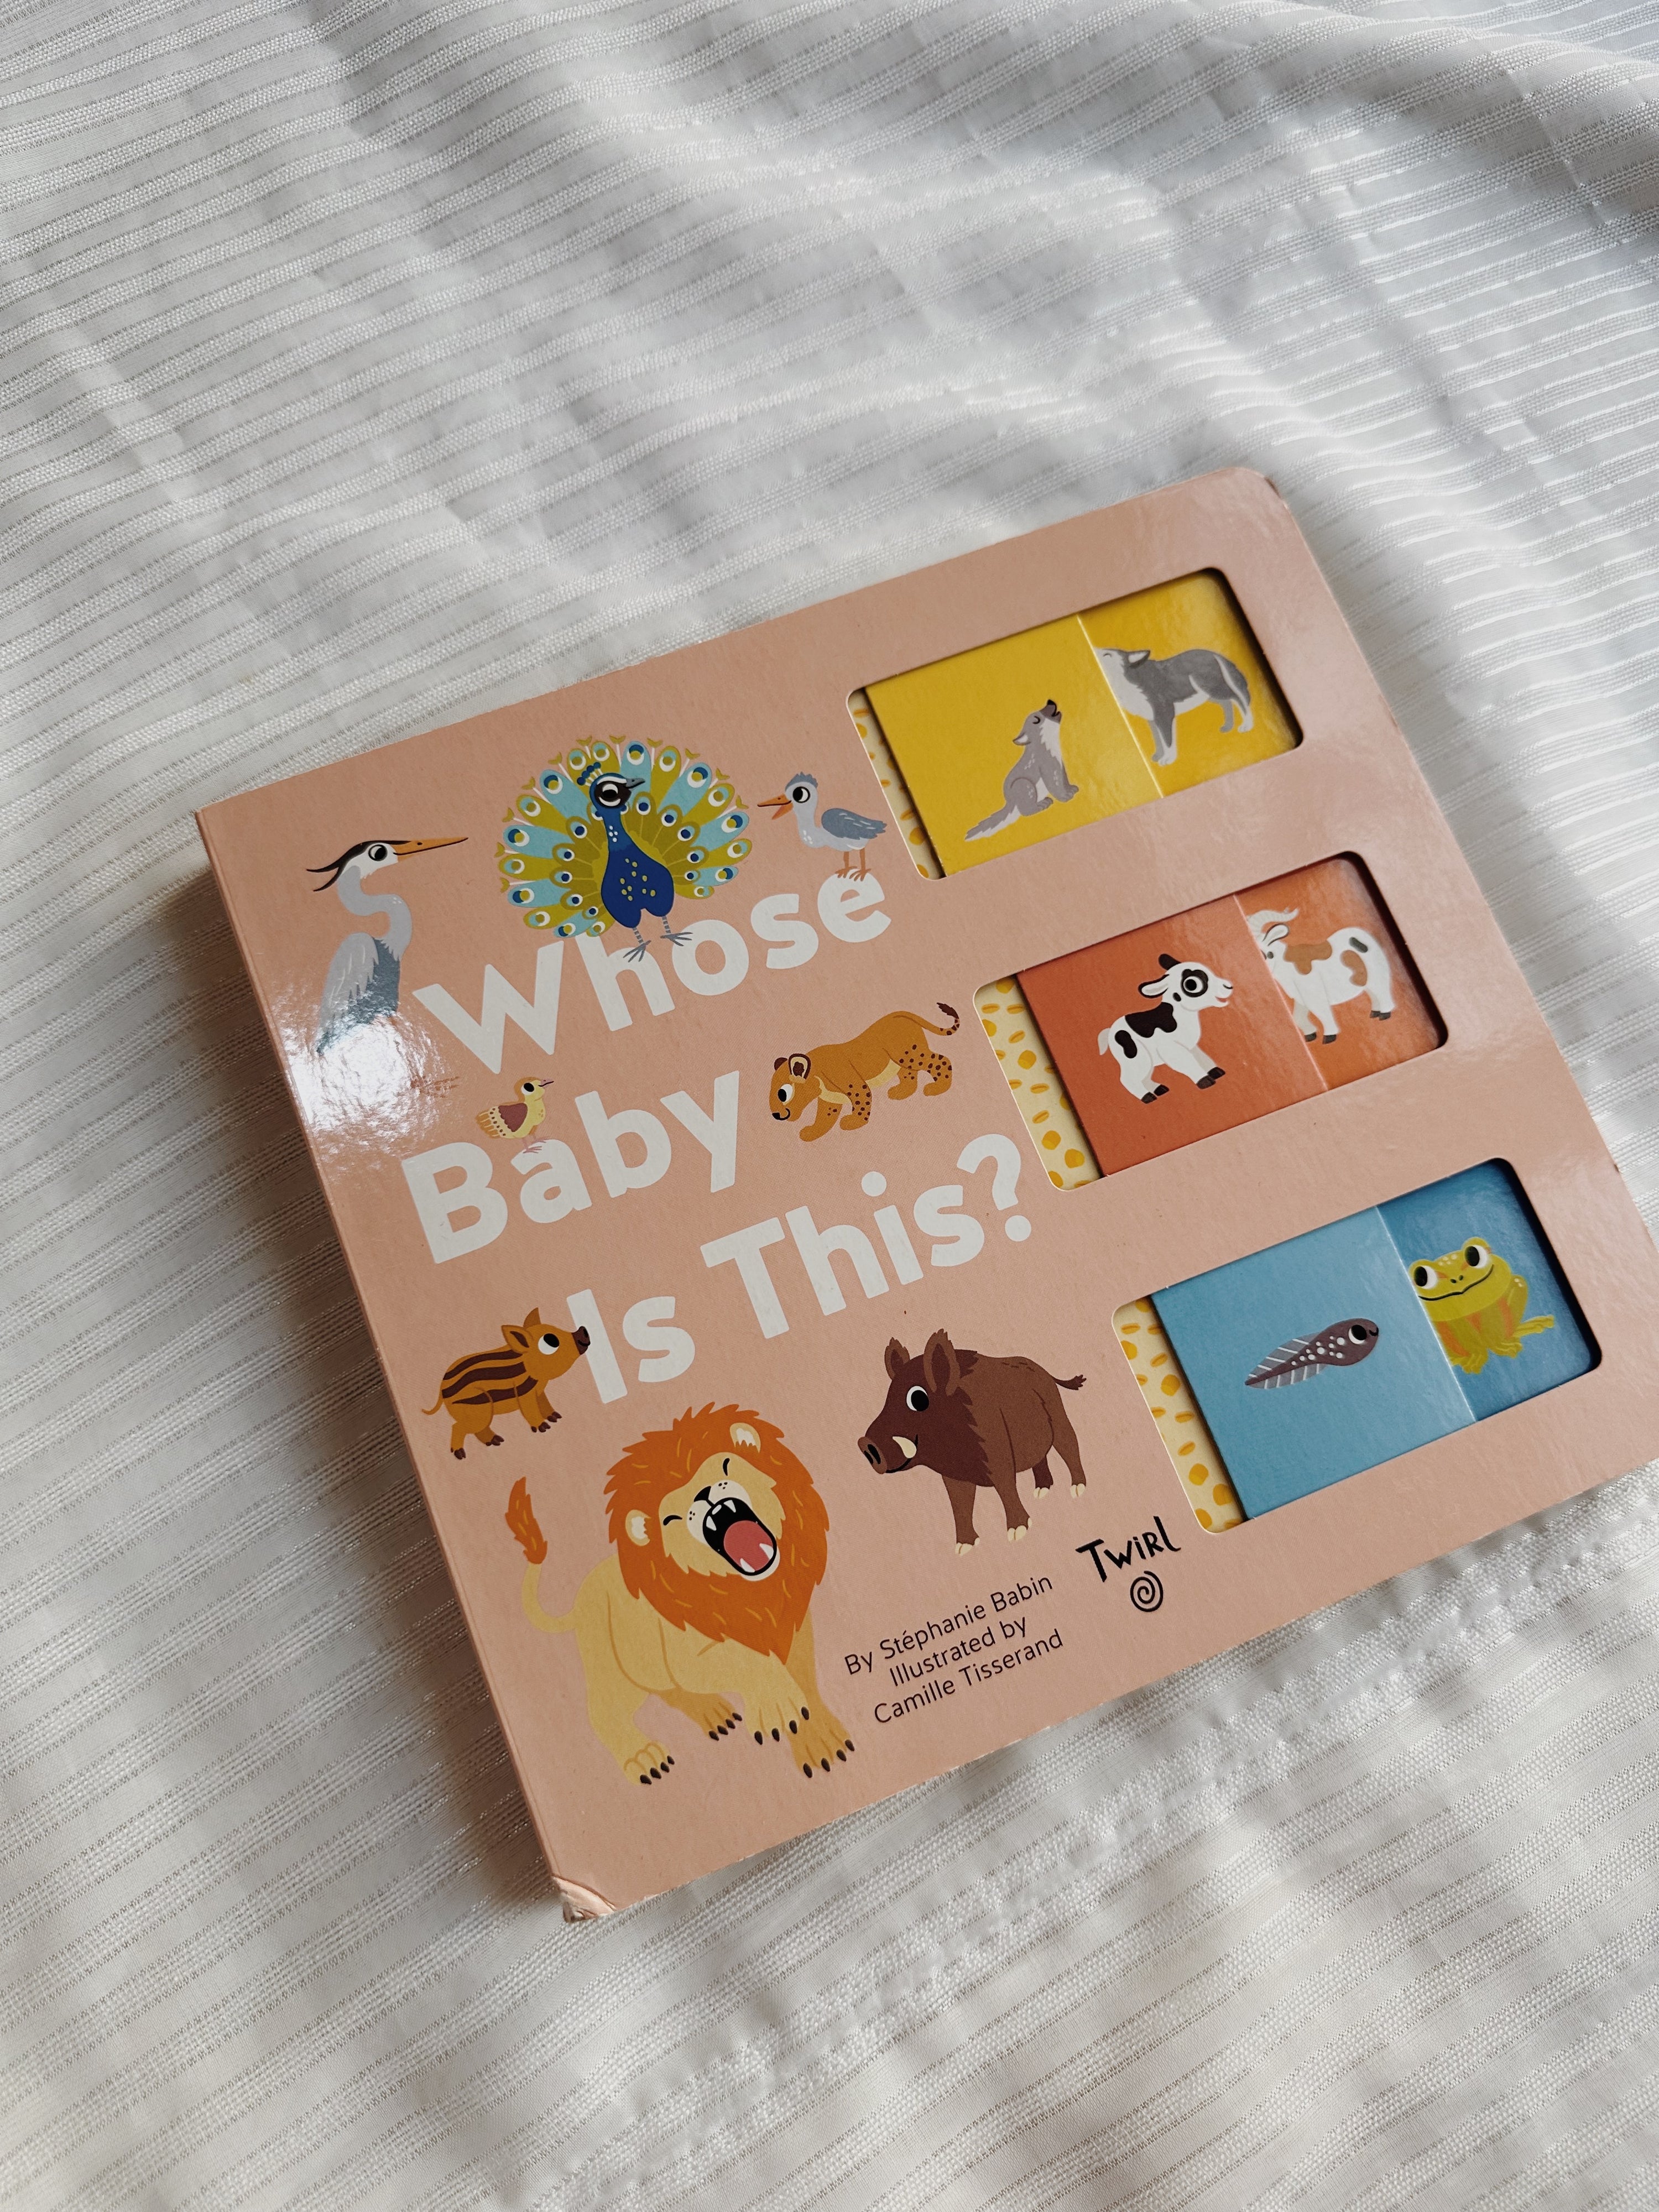 Whose
Baby
Is This?
By Stéphanie Babin
Illustrated by
Camille Tisserand
TWIRL